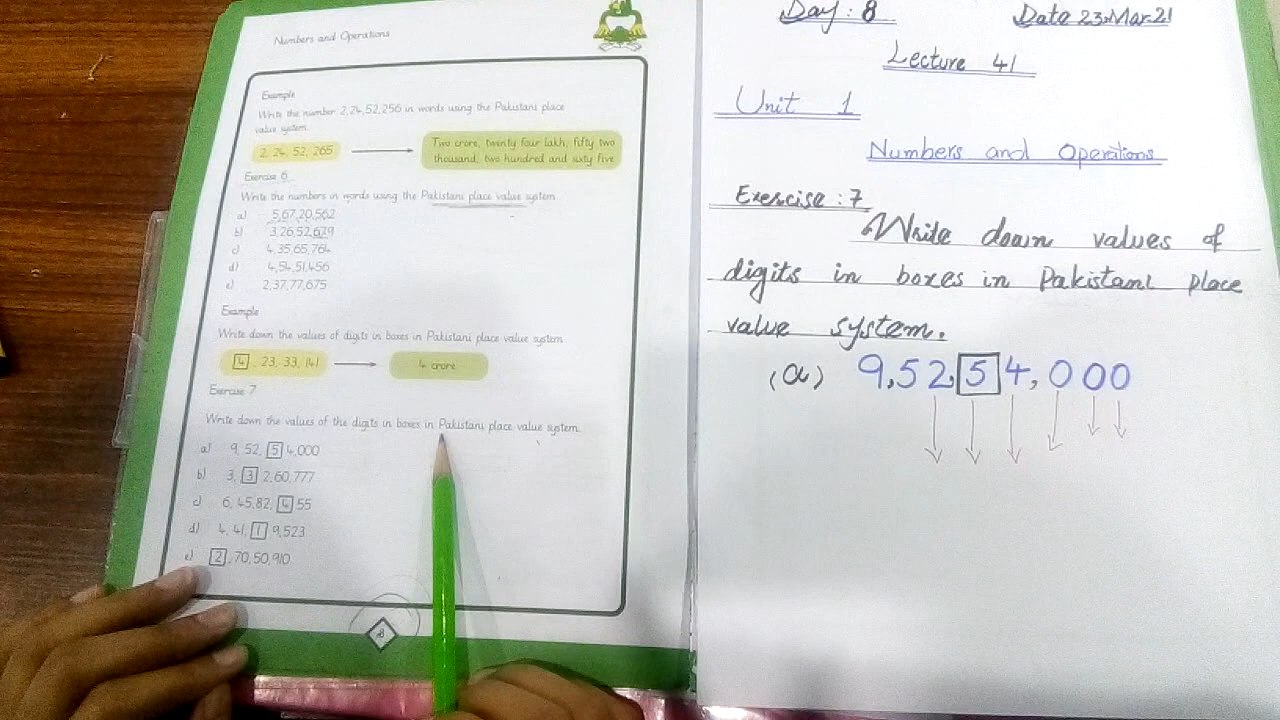 Numbers and Operations
Example
Write the number 2,24,52,256 in words using the Pakistani place
value system.
2, 24, 52, 265
Two crore, twenty four lakh, fifty two
thousand, two hundred and sixty five
Exercise 6
Write the numbers in words using the Pakistani place value system
a) 5,67,20,562
b) 3,26,52,679
c) 4,35,65,764
d) 4,54,51,456
e) 2,37,77,675
Example
Write down the values of digits in boxes in Pakistani place value system.
4, 23, 33, 141
4 crore
Exercise 7
Write down the values of the digits in boxes in Pakistani place value system.
a) 9, 52, 5 4,000
b) 3, 3 2,60,777
c) 6, 45,82, 4 55
d) 4, 41, 1 9,523
e) 2, 70,50,910
8
Day : 8 Date 23.Mar.21
Lecture 41
Unit 1
Numbers and Operations
Exercise : 7
Write down values of
digits in boxes in Pakistani place
value system.
(a) 9,52,5 4,000